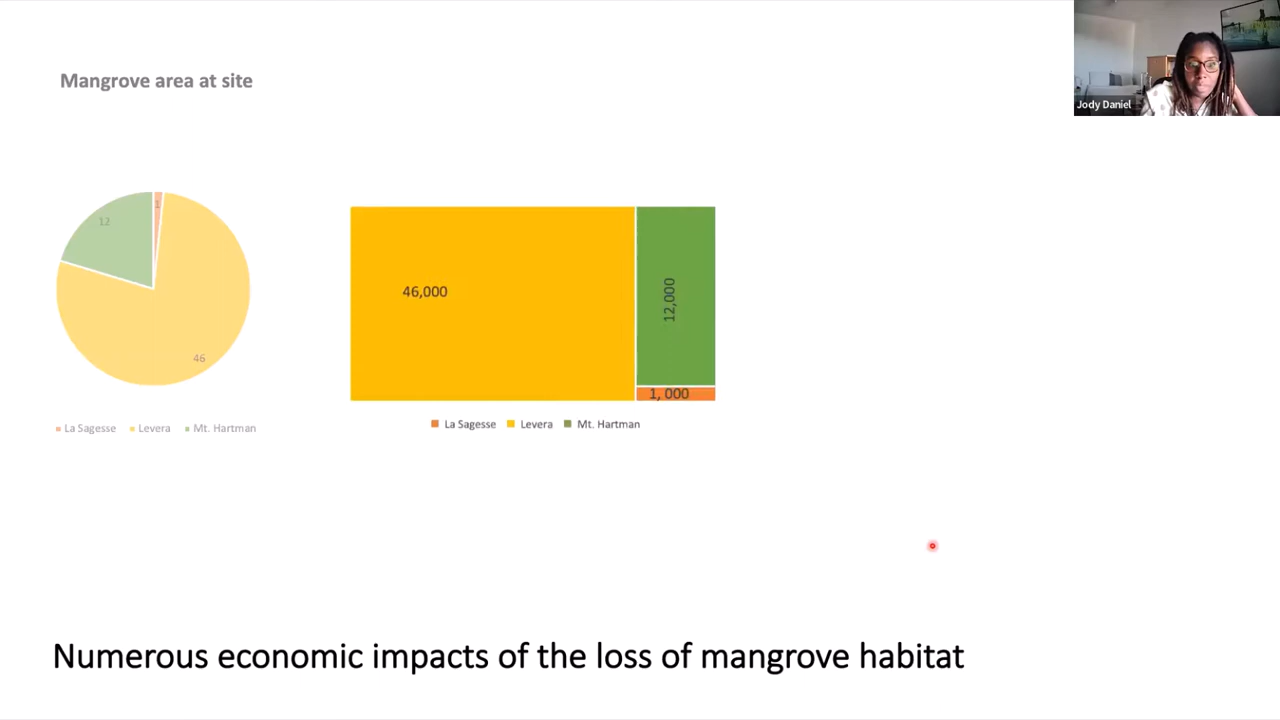 Mangrove area at site
Jody Daniel
12
1
46
La Sagesse Levera Mt. Hartman
46,000
12,000
1, 000
La Sagesse Levera Mt. Hartman
Numerous economic impacts of the loss of mangrove habitat